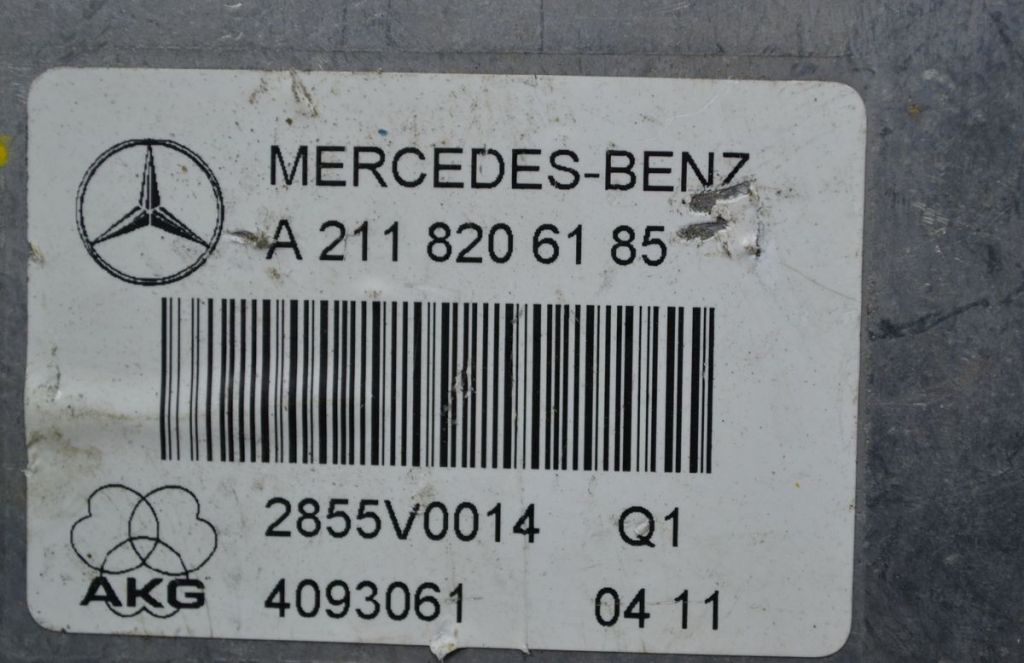 MERCEDES-BENZ
A 211 820 61 85
2855V0014 Q1
AKG
4093061 04 11